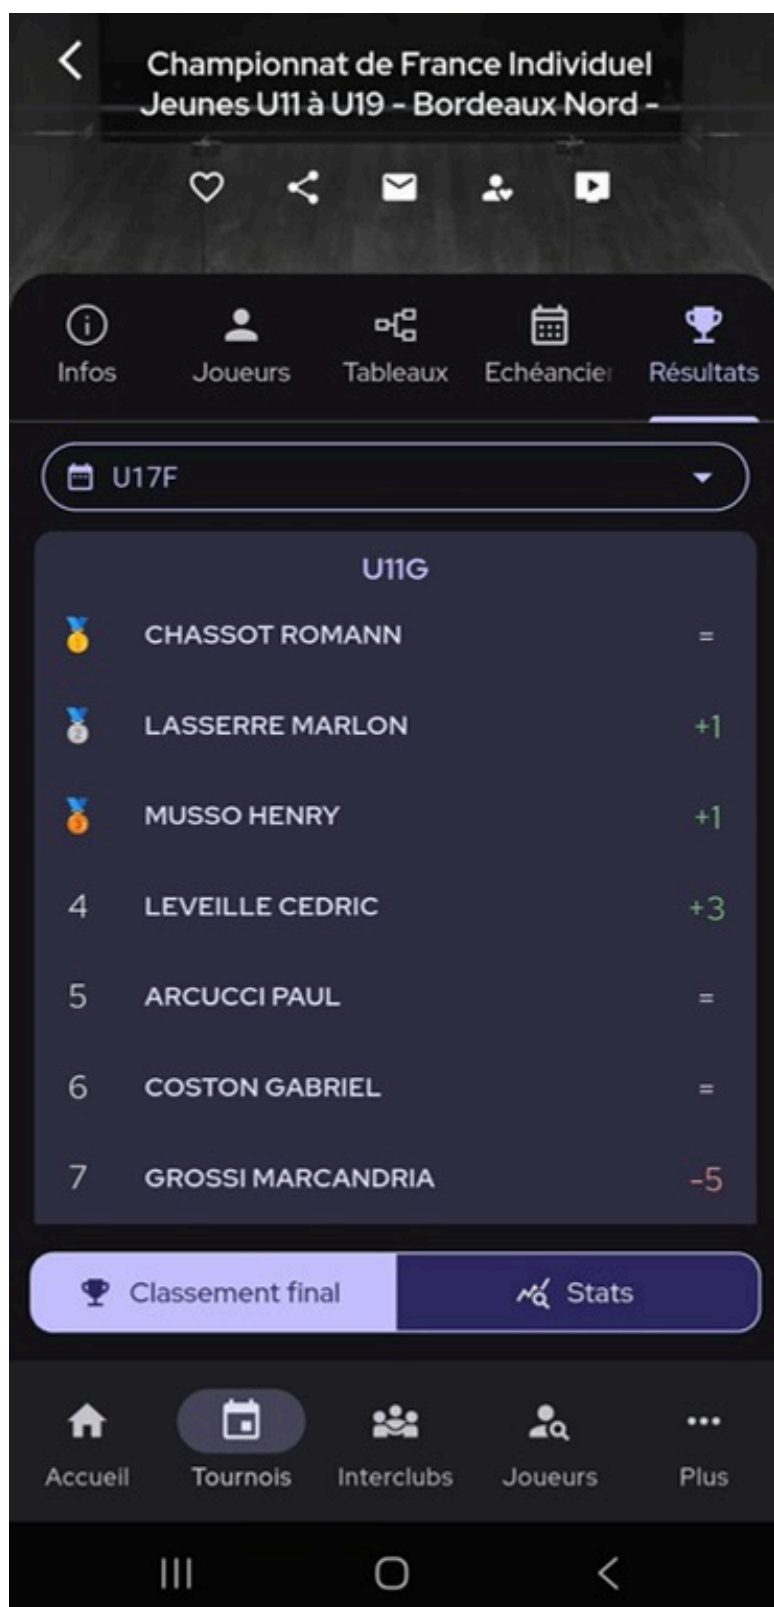 Championnat de France Individuel
Jeunes U11 à U19 - Bordeaux Nord -
Infos Joueurs Tableaux Echéancier Résultats
U17F
U11G
CHASSOT ROMANN =
LASSERRE MARLON +1
MUSSO HENRY +1
4 LEVEILLE CEDRIC +3
5 ARCUCCI PAUL =
6 COSTON GABRIEL =
7 GROSSI MARCANDRIA -5
Classement final Stats
Accueil Tournois Interclubs Joueurs Plus